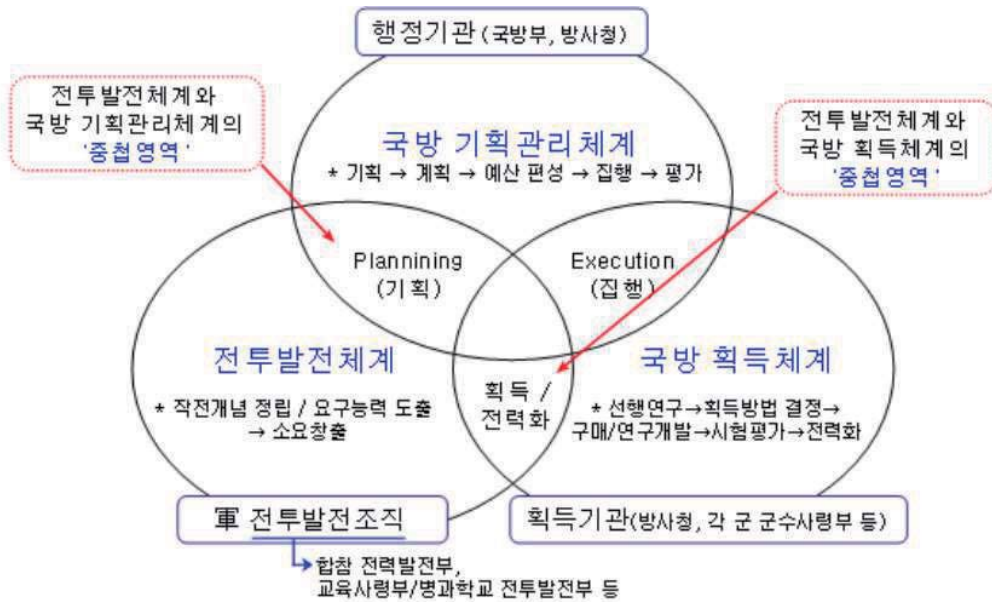 행정기관 (국방부, 방사청)
전투발전체계와
국방 기획관리체계의
'중첩영역'
전투발전체계와
국방 획득체계의
'중첩영역'
국방 기획관리체계
* 기획 → 계획 → 예산 편성 → 집행 → 평가
Plannining
(기획)
Execution
(집행)
전투발전체계
* 작전개념 정립 / 요구능력 도출
→ 소요창출
획득 /
전력화
국방 획득체계
* 선행연구→획득방법 결정→
구매/연구개발→시험평가→전력화
軍 전투발전조직
획득기관(방사청, 각 군 군수사령부 등)
합참 전력발전부,
교육사령부/병과학교 전투발전부 등